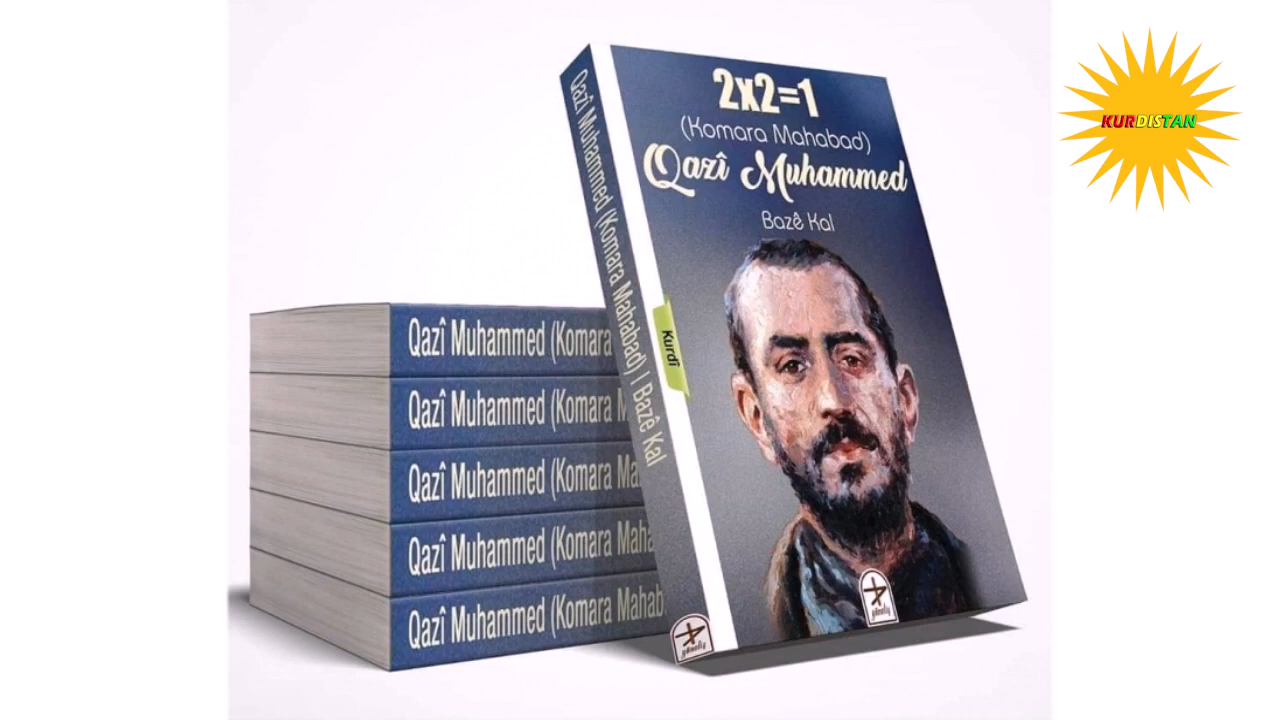 2x2=1
(Komara Mahabad)
Qazî Muhammed
Bazê Kal
Kurdî
Qazî Muhammed (Komara Mahabad) | Bazê Kal
Qazî Muhammed (Komara
Qazî Muhammed (Komara M
Qazî Muhammed (Komara Ma
Qazî Muhammed (Komara Maha
Qazî Muhammed (Komara Mahab
KURDISTAN